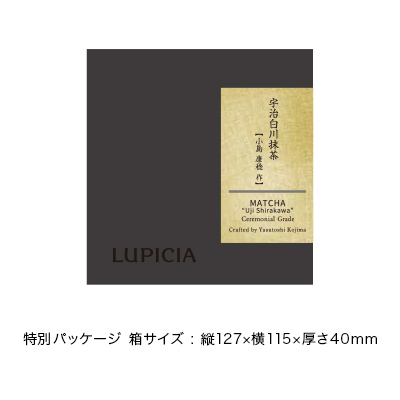 宇治白川抹茶
【小島 康稔 作】
MATCHA
"Uji Shirakawa"
Ceremonial Grade
Crafted by Yasutoshi Kojima
LUPICIA
特別パッケージ 箱サイズ : 縦127×横115×厚さ40mm